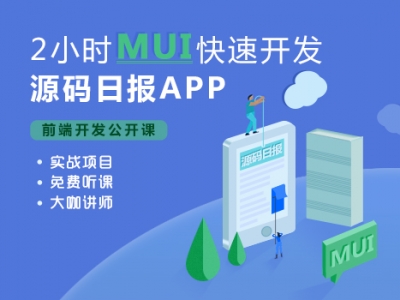 2小时MUI快速开发
源码日报APP
前端开发公开课
• 实战项目
• 免费听课
• 大咖讲师
源码日报
MUI